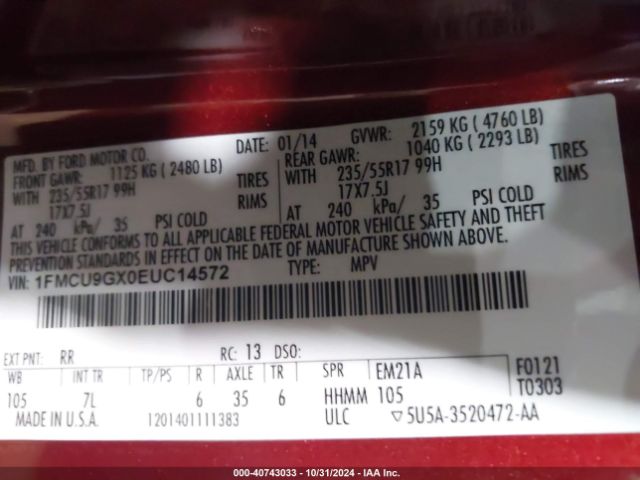 MFD. BY FORD MOTOR CO. DATE: 01/14 GVWR: 2159 KG ( 4760 LB)
FRONT GAWR: 1125 KG ( 2480 LB) REAR GAWR: 1040 KG ( 2293 LB)
WITH 235/55R17 99H TIRES WITH 235/55R17 99H TIRES
17X7.5J RIMS 17X7.5J RIMS
AT 240 kPa/ 35 PSI COLD AT 240 kPa/ 35 PSI COLD
THIS VEHICLE CONFORMS TO ALL APPLICABLE FEDERAL MOTOR VEHICLE SAFETY AND THEFT
PREVENTION STANDARDS IN EFFECT ON THE DATE OF MANUFACTURE SHOWN ABOVE.
VIN: 1FMCU9GX0EUC14572 TYPE: MPV
EXT PNT: RR RC: 13 DSO:
WB INT TR TP/PS R AXLE TR SPR EM21A F0121
105 7L 6 35 6 HHMM 105 T0303
MADE IN U.S.A. 1201401111383 ULC ▽5U5A-3520472-AA
000-40743033 - 10/31/2024 - IAA Inc.